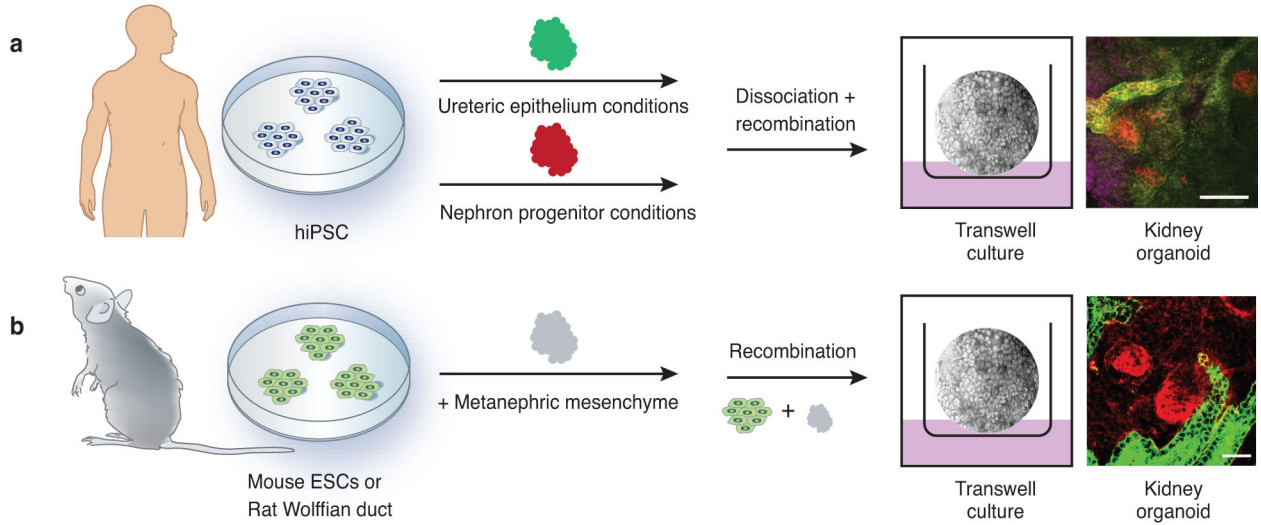 a
hiPSC
Ureteric epithelium conditions
Nephron progenitor conditions
Dissociation +
recombination
Transwell
culture
Kidney
organoid
b
Mouse ESCs or
Rat Wolffian duct
+ Metanephric mesenchyme
Recombination
+
Transwell
culture
Kidney
organoid